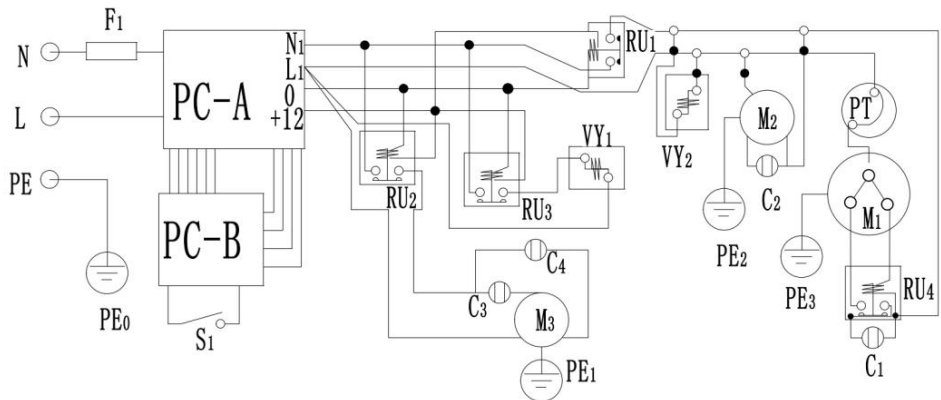 F1
N
L
PE
PC-A
N1
L1
0
+12
PC-B
S1
PE0
RU1
RU2
RU3
VY1
VY2
M2
C2
PE2
PT
M1
PE3
RU4
C1
C4
C3
M3
PE1